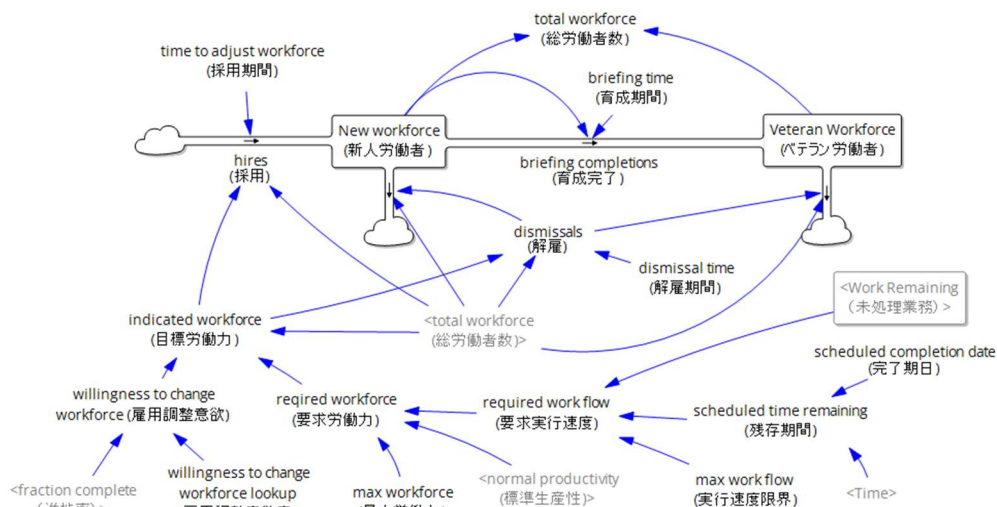 total workforce
(総労働者数)
time to adjust workforce
(採用期間)
briefing time
(育成期間)
New workforce
(新人労働者)
Veteran Workforce
(ベテラン労働者)
hires
(採用)
briefing completions
(育成完了)
dismissals
(解雇)
dismissal time
(解雇期間)
<Work Remaining
(未処理業務) >
indicated workforce
(目標労働力)
<total workforce
(総労働者数)>
scheduled completion date
(完了期日)
willingness to change
workforce (雇用調整意欲)
reqired workforce
(要求労働力)
required work flow
(要求実行速度)
scheduled time remaining
(残存期間)
<fraction complete
willingness to change
workforce lookup
max workforce
<normal productivity
(標準生産性)>
max work flow
(実行速度限界)
<Time>